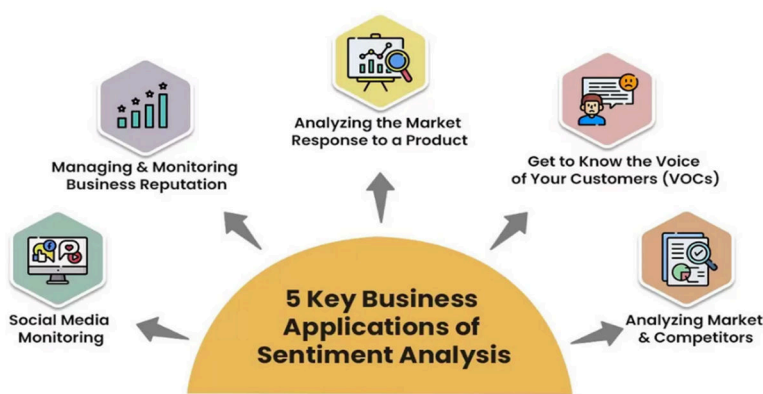 Analyzing the Market
Response to a Product
Managing & Monitoring
Business Reputation
Get to Know the Voice
of Your Customers (VOCs)
Social Media
Monitoring
Analyzing Market
& Competitors
5 Key Business
Applications of
Sentiment Analysis